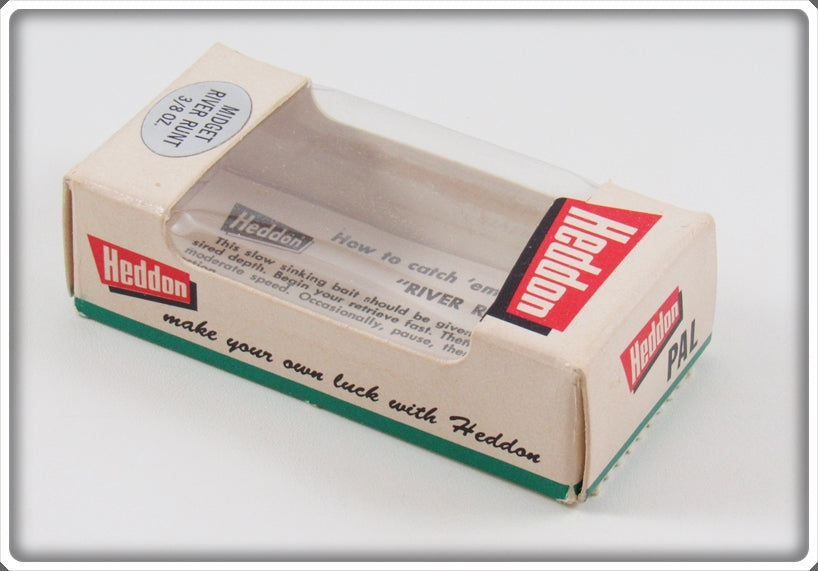 MIDGET
RIVER RUNT
3/8 OZ.
Heddon
How to catch 'em
"RIVER R
This slow sinking bait should be given
sired depth. Begin your retrieve fast. Then
moderate speed. Occasionally, pause, then
Heddon
Heddon
make your own luck with Heddon
Heddon
PAL